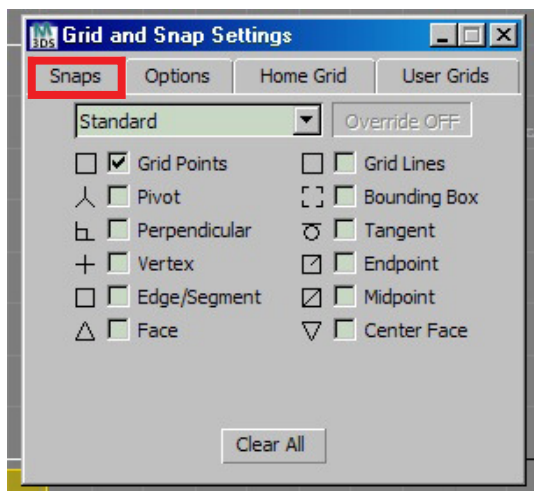 M
3DS
Grid and Snap Settings
Snaps Options Home Grid User Grids
Standard Override OFF
Grid Points Grid Lines
Pivot Bounding Box
Perpendicular Tangent
Vertex Endpoint
Edge/Segment Midpoint
Face Center Face
Clear All